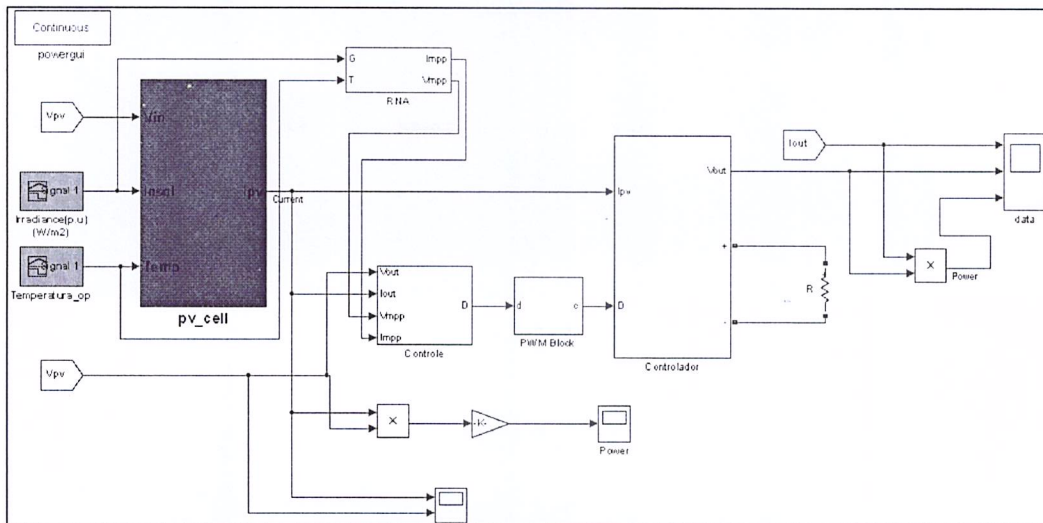 Continuous
powergui
G
T
Impp
Vmpp
RNA
Vpv
Vin
Insol
Temp
Ipv
Current
Signal 1
Irradiance(p.u)
(W/m2)
Signal 1
Temperatura_op
pv_cell
Iout
Vout
data
Power
Ipv
D
+
-
R
Controlador
Vout
Iout
Vmpp
Impp
D
Controle
d
PWM Block
Vpv
×
×
-K-
Power